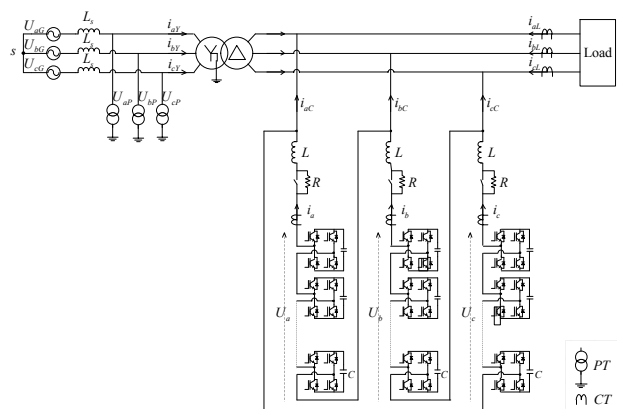 U_aG L_s i_aY i_aL
s U_bG L_s i_bY i_bL Load
U_cG L_s i_cY i_cL
U_aP U_bP U_cP
i_aC i_bC i_cC
L L L
R R R
i_a i_b i_c
U_a U_b U_c
C C C
PT
CT